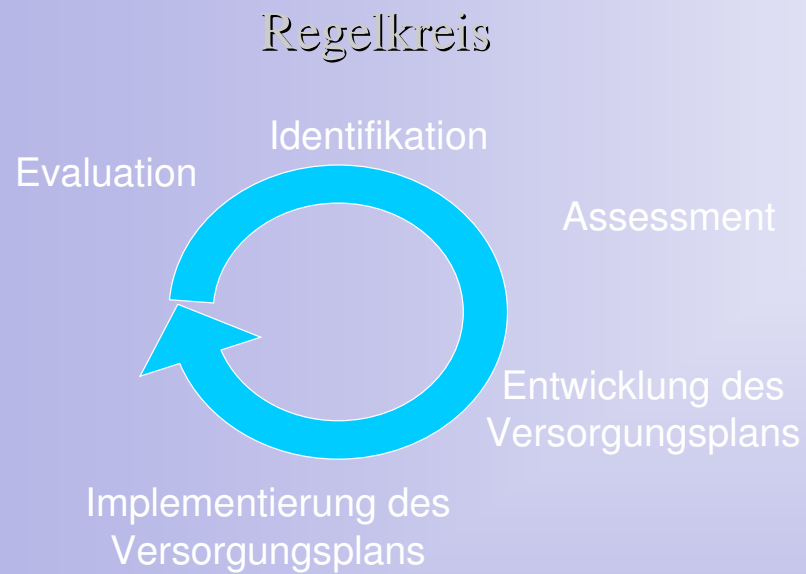 Regelkreis
Identifikation
Evaluation
Assessment
Entwicklung des
Versorgungsplans
Implementierung des
Versorgungsplans